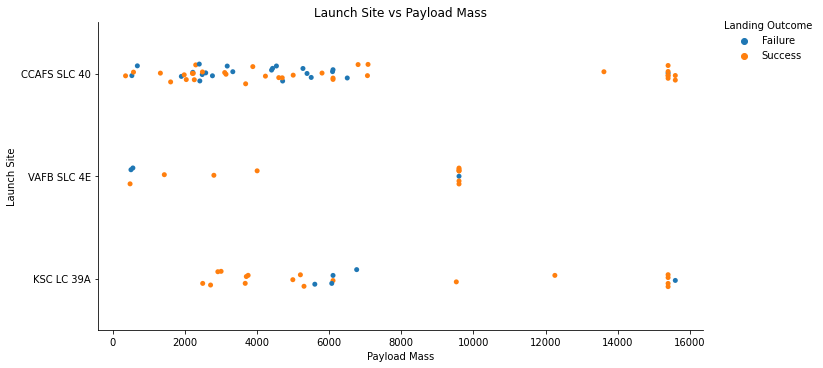 Launch Site vs Payload Mass
Landing Outcome
Failure
Success
CCAFS SLC 40
VAFB SLC 4E
KSC LC 39A
Launch Site
0 2000 4000 6000 8000 10000 12000 14000 16000
Payload Mass